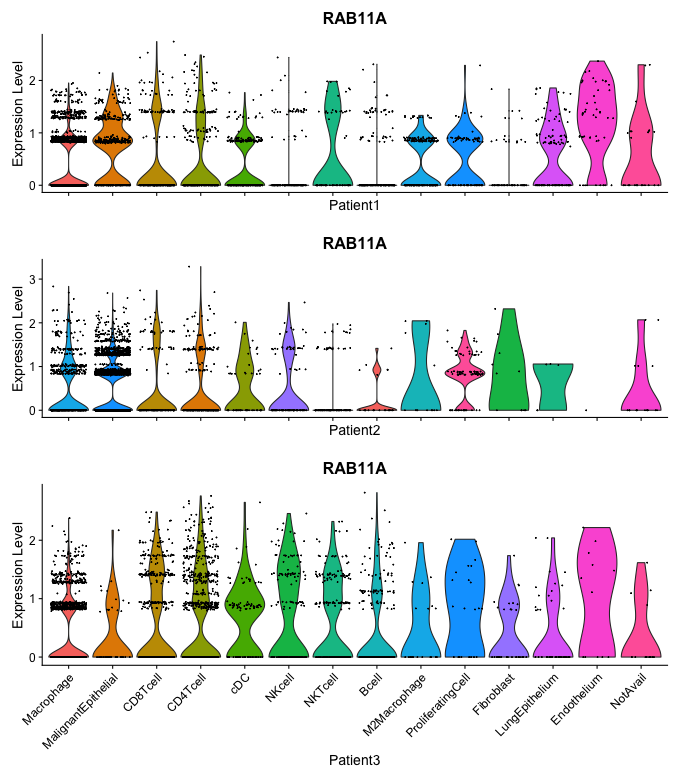 RAB11A
Expression Level
2
1
0
Patient1
RAB11A
Expression Level
3
2
1
0
Patient2
RAB11A
Expression Level
2
1
0
Macrophage
MalignantEpithelial
CD8Tcell
CD4Tcell
cDC
NKcell
NKTcell
Bcell
M2Macrophage
ProliferatingCell
Fibroblast
LungEpithelium
Endothelium
NotAvail
Patient3